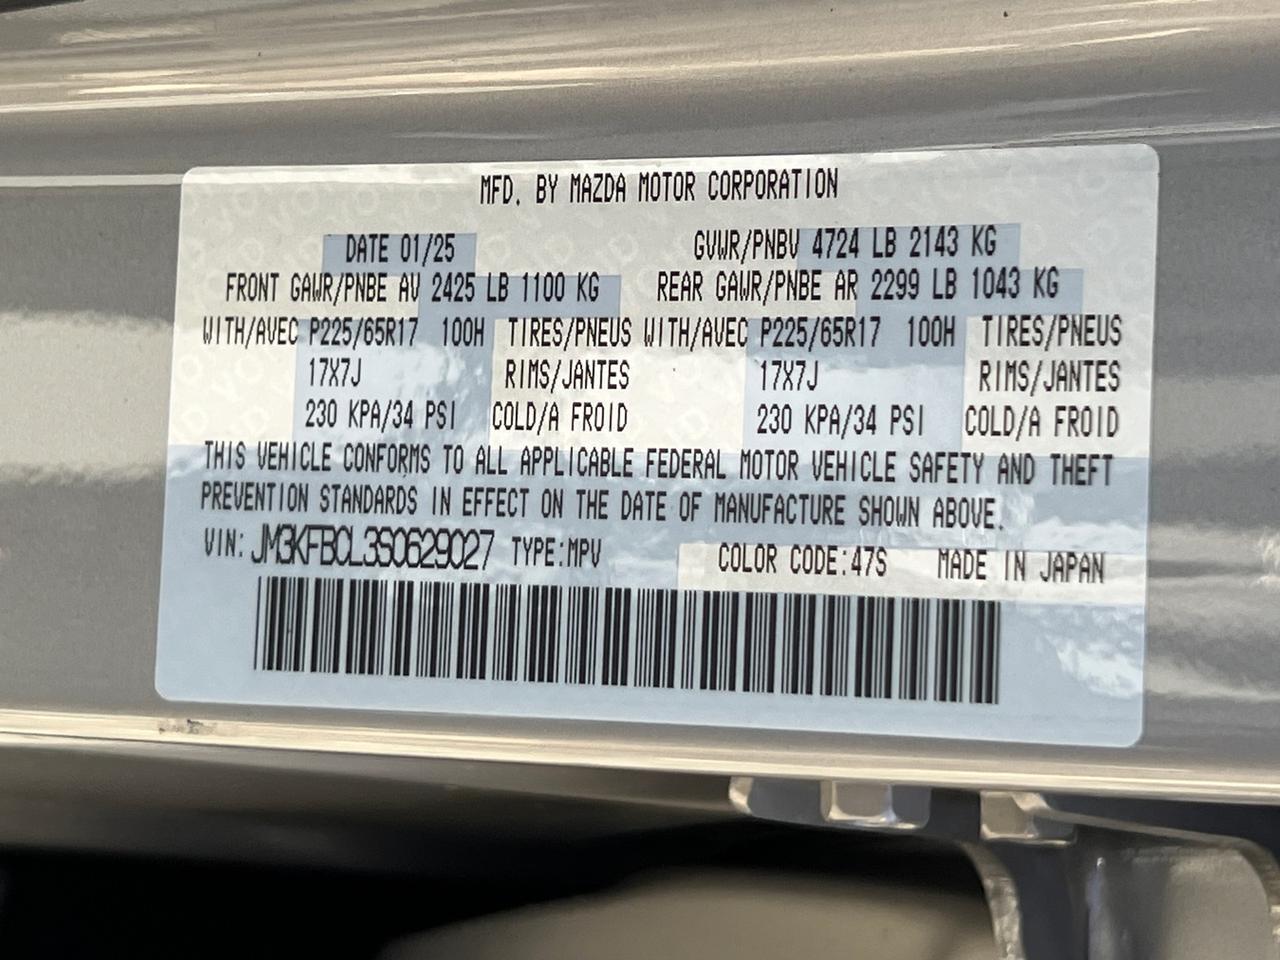 MFD. BY MAZDA MOTOR CORPORATION
DATE 01/25 GVWR/PNBV 4724 LB 2143 KG
FRONT GAWR/PNBE AV 2425 LB 1100 KG REAR GAWR/PNBE AR 2299 LB 1043 KG
WITH/AVEC P225/65R17 100H TIRES/PNEUS WITH/AVEC P225/65R17 100H TIRES/PNEUS
17X7J RIMS/JANTES 17X7J RIMS/JANTES
230 KPA/34 PSI COLD/A FROID 230 KPA/34 PSI COLD/A FROID
THIS VEHICLE CONFORMS TO ALL APPLICABLE FEDERAL MOTOR VEHICLE SAFETY AND THEFT
PREVENTION STANDARDS IN EFFECT ON THE DATE OF MANUFACTURE SHOWN ABOVE.
VIN: JM3KFBCL3S0629027 TYPE:MPV COLOR CODE:47S MADE IN JAPAN